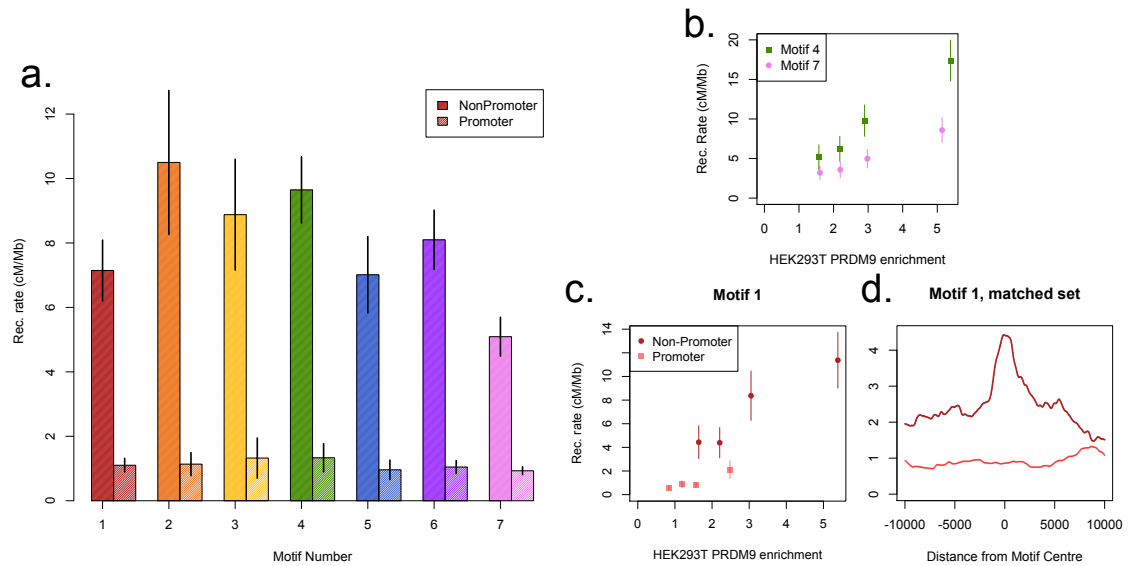 a.
NonPromoter
Promoter
Rec. rate (cM/Mb)
0
2
4
6
8
10
12
1 2 3 4 5 6 7
Motif Number
b.
Motif 4
Motif 7
Rec. Rate (cM/Mb)
0
5
10
15
20
0 1 2 3 4 5
HEK293T PRDM9 enrichment
c.
Motif 1
Non-Promoter
Promoter
Rec. rate (cM/Mb)
0
2
4
6
8
10
12
14
0 1 2 3 4 5
HEK293T PRDM9 enrichment
d.
Motif 1, matched set
0
1
2
3
4
-10000 -5000 0 5000 10000
Distance from Motif Centre